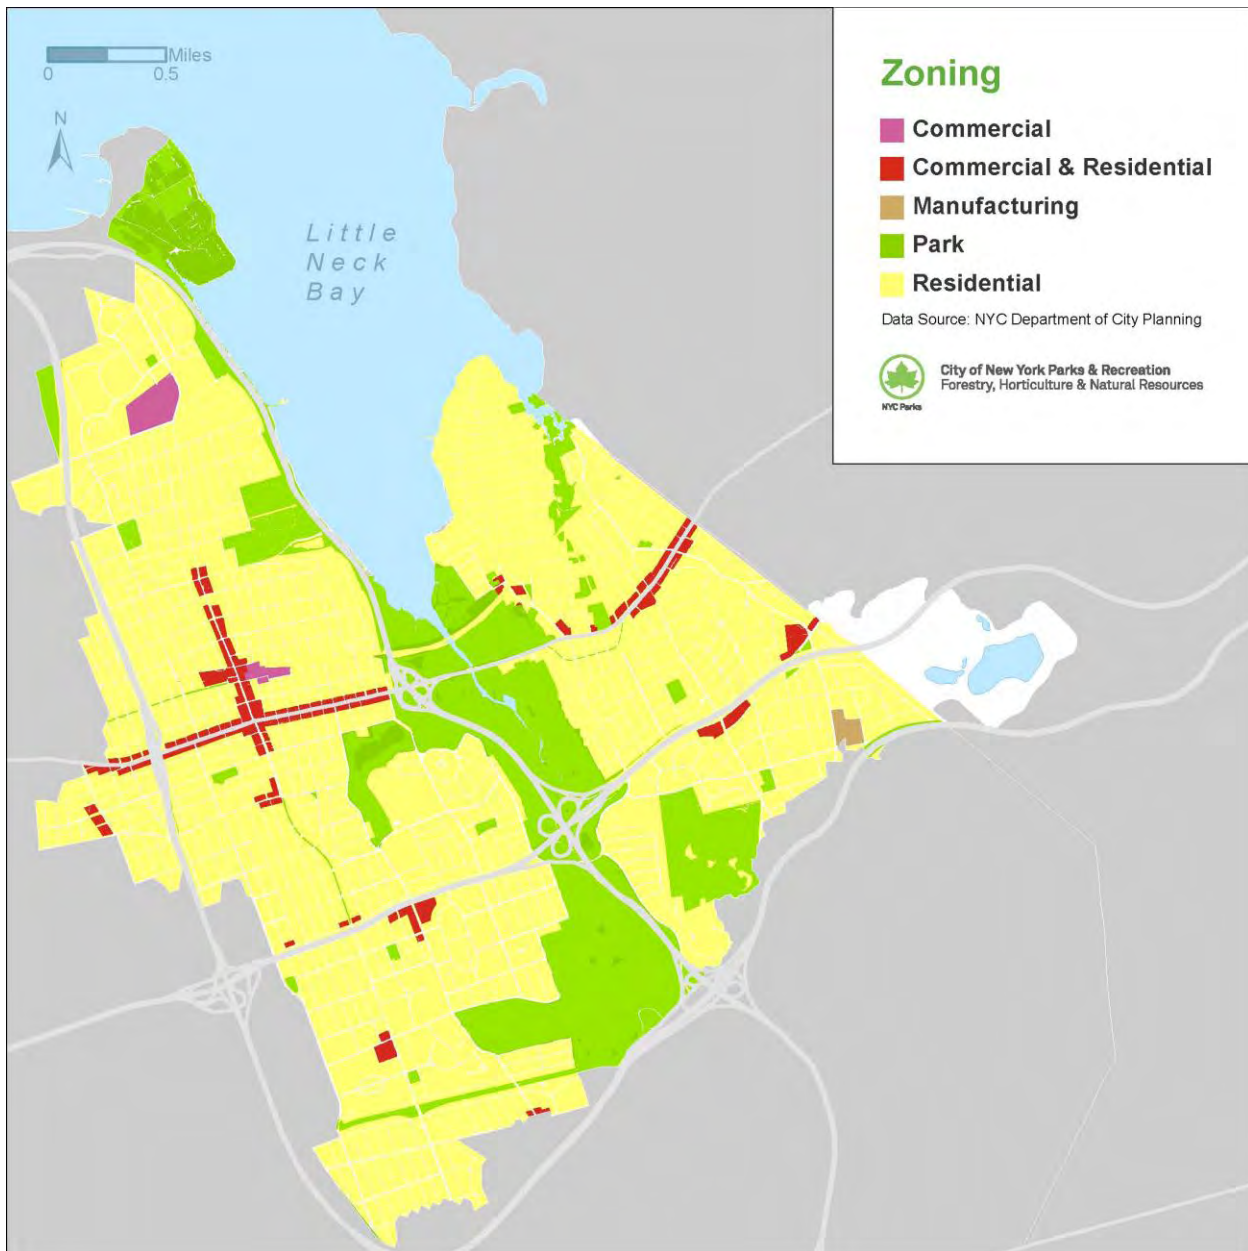 Miles
0 0.5
N
Little
Neck
Bay
Zoning
Commercial
Commercial & Residential
Manufacturing
Park
Residential
Data Source: NYC Department of City Planning
City of New York Parks & Recreation
Forestry, Horticulture & Natural Resources
NYC Parks